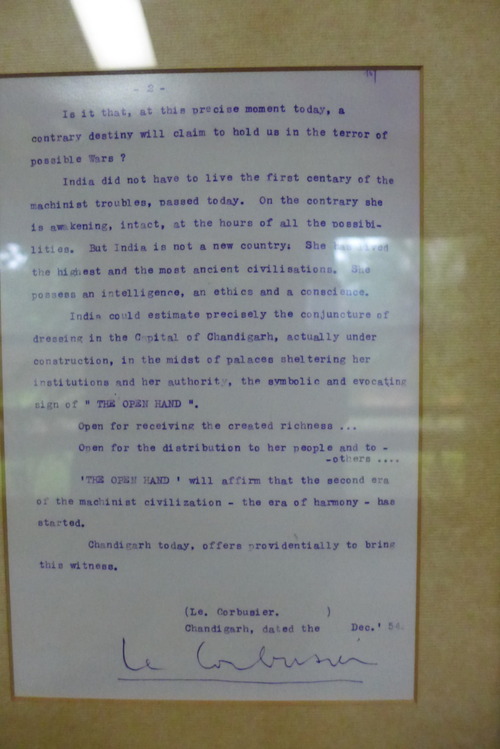 - 2 -
Is it that, at this precise moment today, a
contrary destiny will claim to hold us in the terror of
possible Wars ?
India did not have to live the first centary of the
machinist troubles, passed today. On the contrary she
is awakening, intact, at the hours of all the possibi-
lities. But India is not a new country: She has lived
the highest and the most ancient civilisations. She
possess an intelligence, an ethics and a conscience.
India could estimate precisely the conjuncture of
dressing in the Capital of Chandigarh, actually under
construction, in the midst of palaces sheltering her
institutions and her authority, the symbolic and evocating
sign of " THE OPEN HAND ".
Open for receiving the created richness ...
Open for the distribution to her people and to -
-others ....
'THE OPEN HAND ' will affirm that the second era
of the machinist civilization - the era of harmony - has
started.
Chandigarh today, offers providentially to bring
this witness.
(Le. Corbusier. )
Chandigarh, dated the Dec.'
Le Corbusier